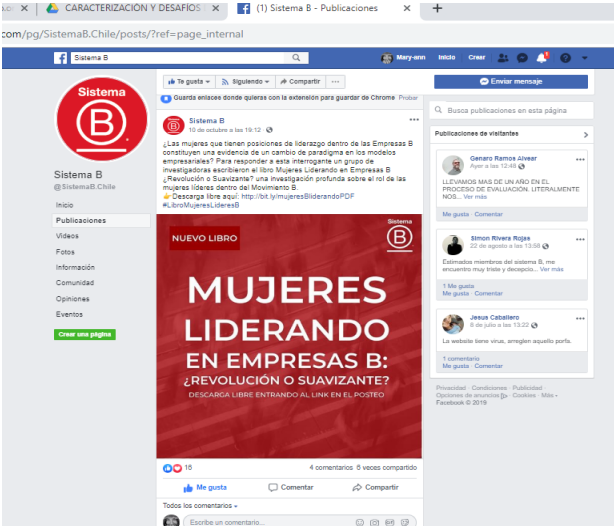 CARACTERIZACIÓN Y DESAFÍOS
(1) Sistema B - Publicaciones
com/pg/SistemaB.Chile/posts/?ref=page_internal
Sistema B
Mary-ann Inicio Crear
Te gusta Siguiendo Compartir ...
Enviar mensaje
Guarda enlaces donde quieras con la extensión para guardar de Chrome Probar
Sistema
B
Sistema B
@SistemaB.Chile
Inicio
Publicaciones
Videos
Fotos
Información
Comunidad
Opiniones
Eventos
Crear una página
Sistema B
10 de octubre a las 19:12 ·
¿Las mujeres que tienen posiciones de liderazgo dentro de las Empresas B
constituyen una evidencia de un cambio de paradigma en los modelos
empresariales? Para responder a esta interrogante un grupo de
investigadoras escribieron el libro Mujeres Liderando en Empresas B
¿Revolución o Suavizante? una investigación profunda sobre el rol de las
mujeres líderes dentro del Movimiento B.
Descarga libre aquí: http://bit.ly/mujeresBliderandoPDF
#LibroMujeresLíderesB
NUEVO LIBRO
Sistema
B
MUJERES
LIDERANDO
EN EMPRESAS B:
¿REVOLUCIÓN O SUAVIZANTE?
DESCARGA LIBRE ENTRANDO AL LINK EN EL POSTEO
16
4 comentarios 6 veces compartido
Me gusta Comentar Compartir
Todos los comentarios
Escribe un comentario...
Busca publicaciones en esta página
Publicaciones de visitantes
Genaro Ramos Alvear
Ayer a las 12:46
LLEVAMOS MAS DE UN AÑO EN EL
PROCESO DE EVALUACIÓN. LITERALMENTE
NOS... Ver más
Me gusta · Comentar
Simon Rivera Rojas
22 de agosto a las 13:58
Estimados miembros del sistema B, me
encuentro muy triste y decepcio... Ver más
1 Me gusta
Me gusta · Comentar
Jesus Caballero
8 de julio a las 13:22
La website tiene virus, arreglen aquello porfa.
1 comentario
Me gusta · Comentar
Privacidad · Condiciones · Publicidad ·
Opciones de anuncios · Cookies · Más
Facebook © 2019